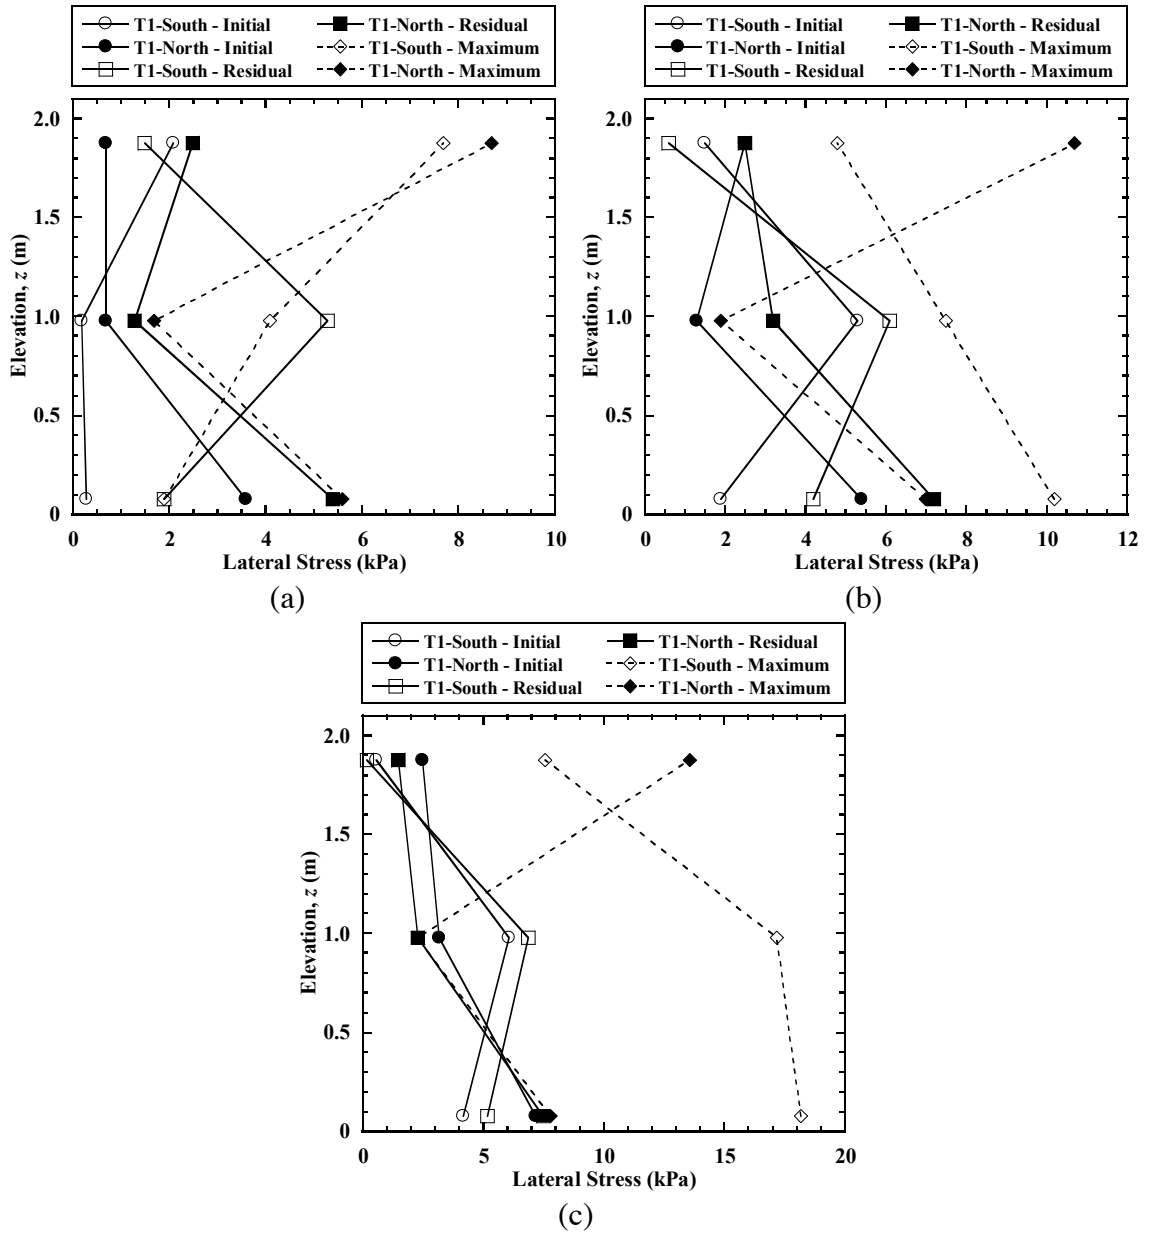 T1-South - Initial
T1-North - Initial
T1-South - Residual
T1-North - Residual
T1-South - Maximum
T1-North - Maximum
2.0
1.5
1.0
0.5
0
Elevation, z (m)
0 2 4 6 8 10
Lateral Stress (kPa)
(a)
T1-South - Initial
T1-North - Initial
T1-South - Residual
T1-North - Residual
T1-South - Maximum
T1-North - Maximum
2.0
1.5
1.0
0.5
0
Elevation, z (m)
0 2 4 6 8 10 12
Lateral Stress (kPa)
(b)
T1-South - Initial
T1-North - Initial
T1-South - Residual
T1-North - Residual
T1-South - Maximum
T1-North - Maximum
2.0
1.5
1.0
0.5
0
Elevation, z (m)
0 5 10 15 20
Lateral Stress (kPa)
(c)